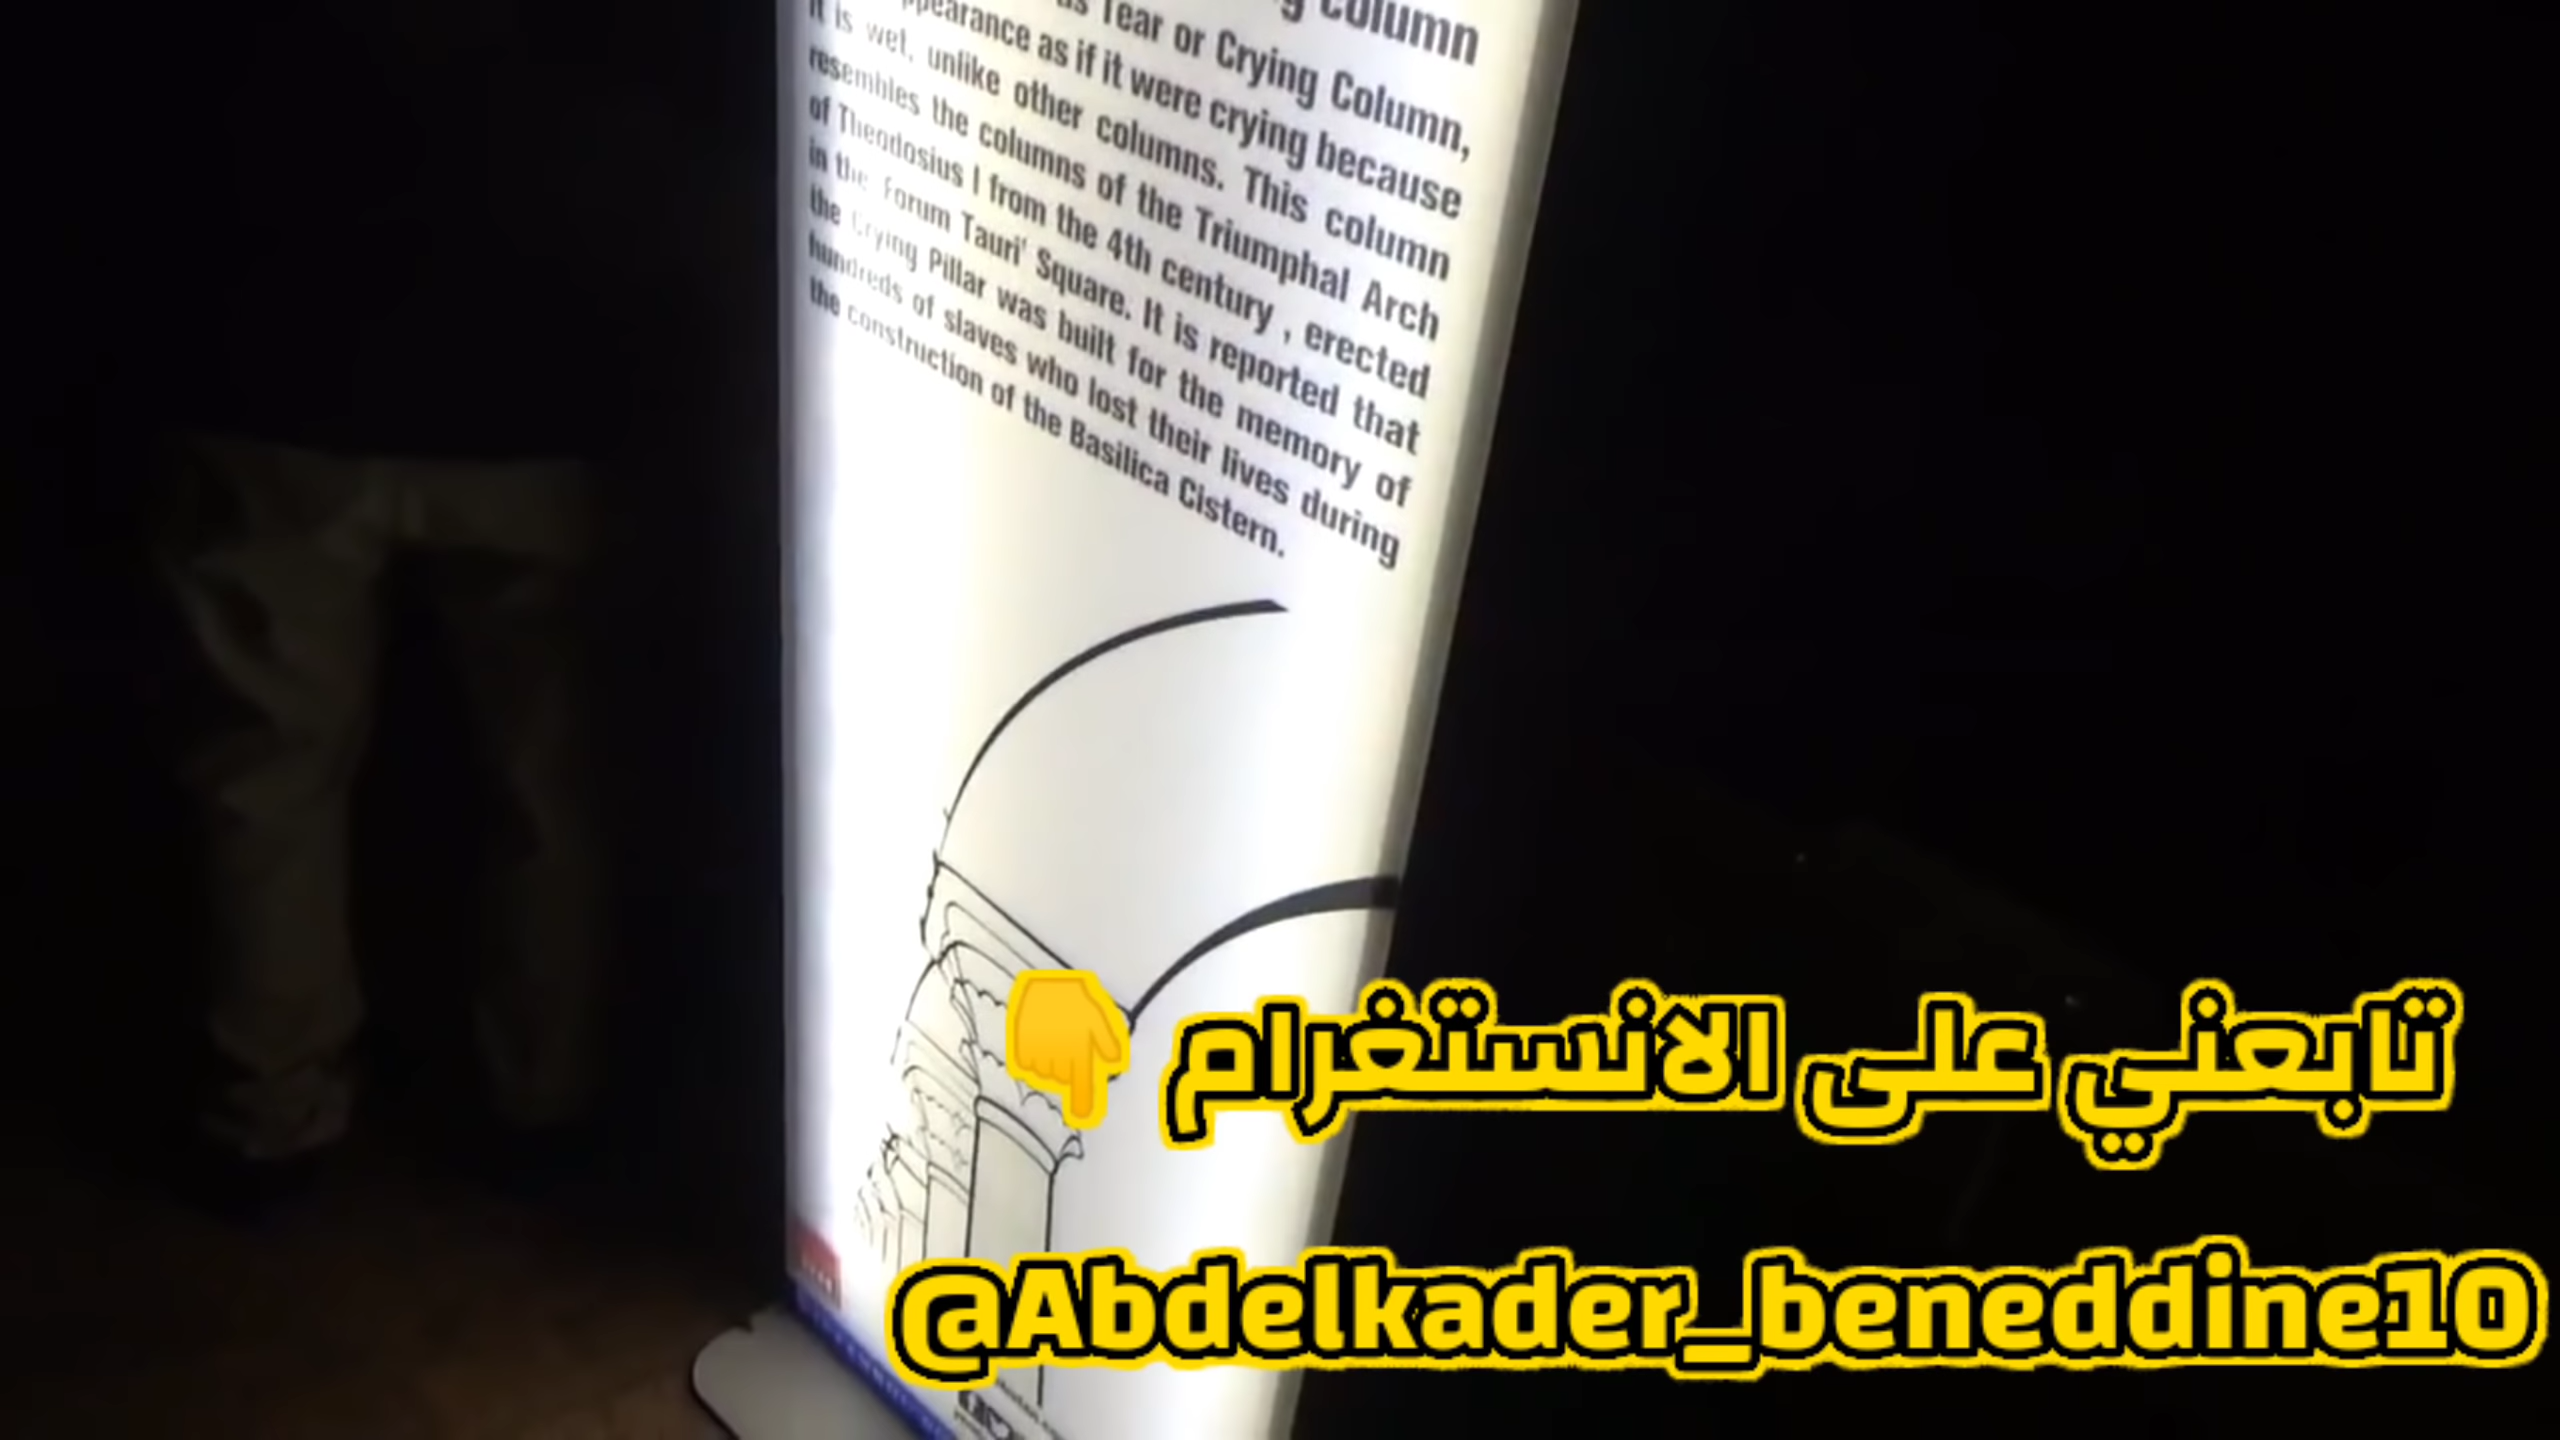 Column
as Tear or Crying Column,
appearance as if it were crying because
it is wet, unlike other columns. This column
resembles the columns of the Triumphal Arch
of Theodosius I from the 4th century , erected
in the Forum Tauri' Square. It is reported that
the Crying Pillar was built for the memory of
hundreds of slaves who lost their lives during
the construction of the Basilica Cistern.
تابعني على الانستغرام 👇
@Abdelkader_beneddine10